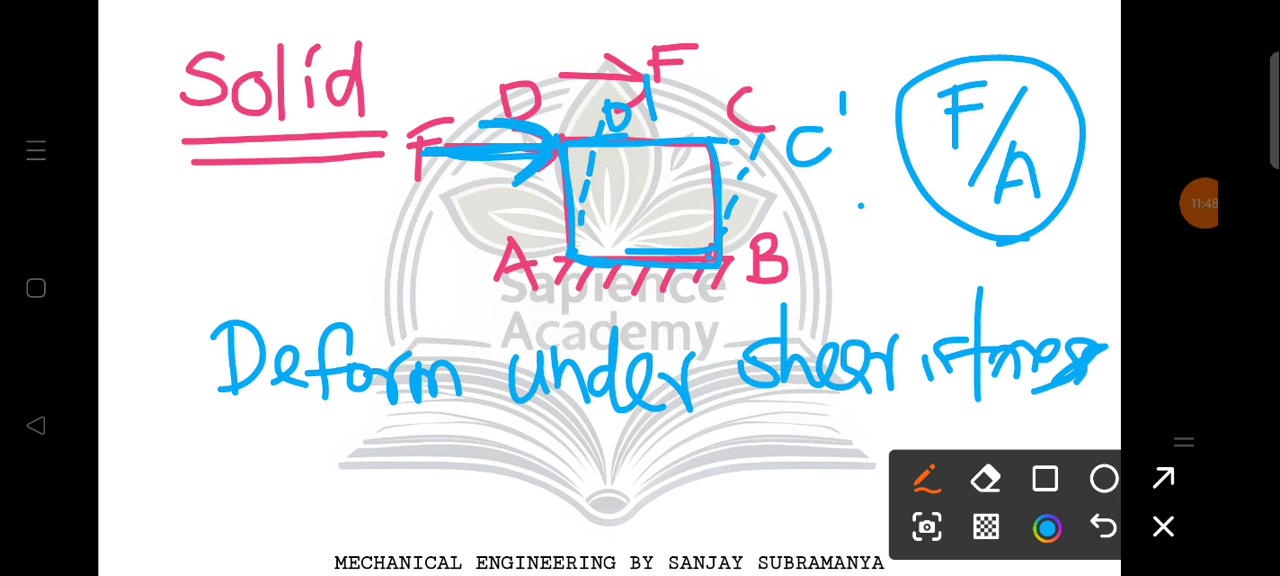 Solid
F
F
D
D'
C
C'
F/A
A
B
Sapience
Academy
Deform under shear stress
MECHANICAL ENGINEERING BY SANJAY SUBRAMANYA
11:48